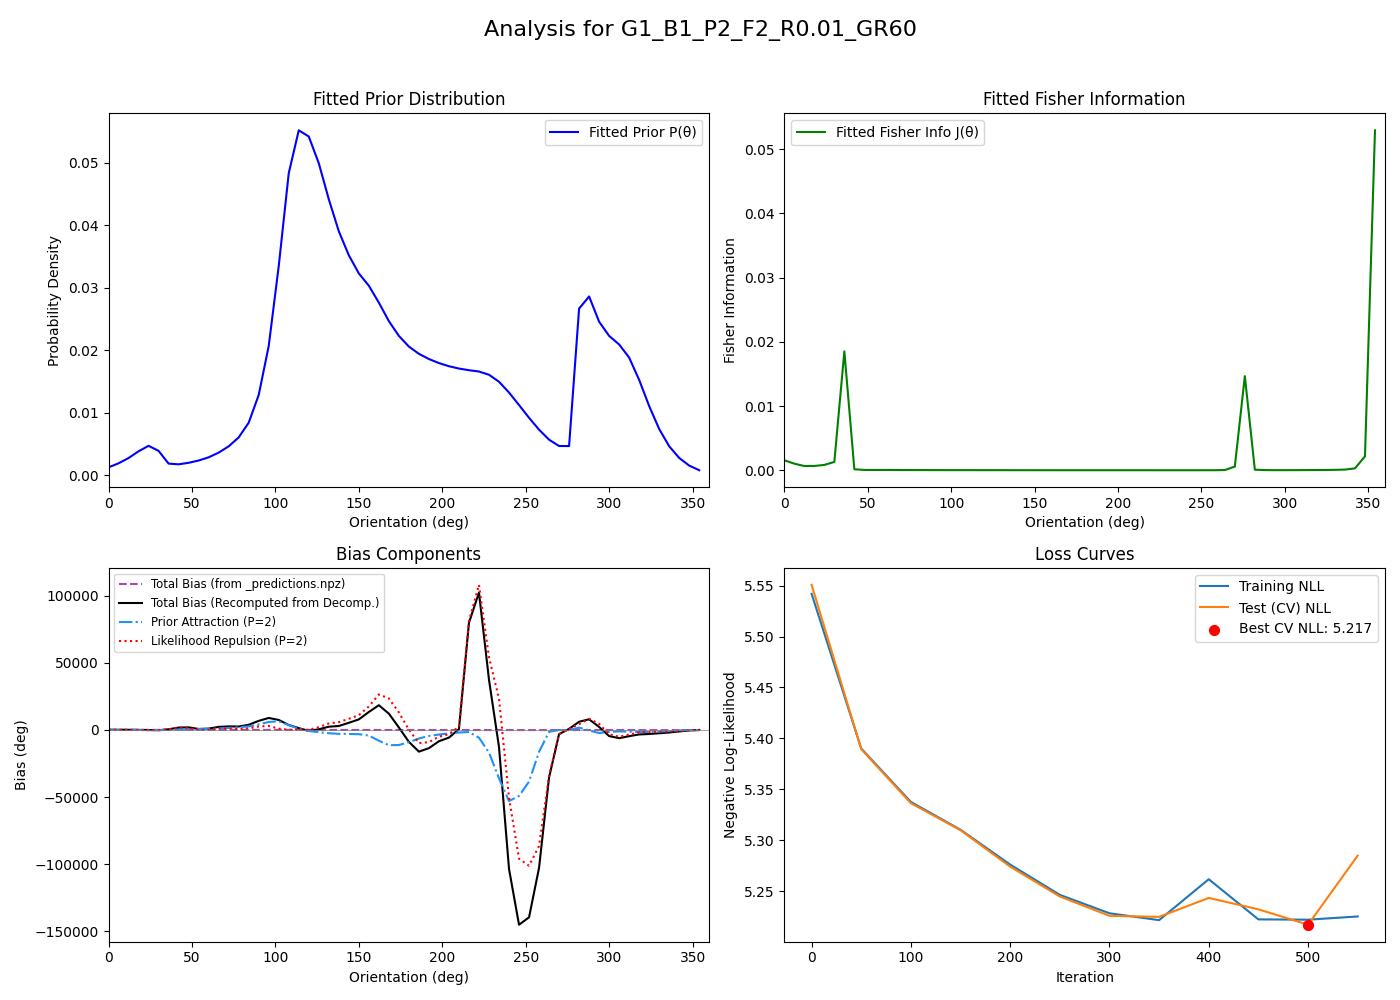 Analysis for G1_B1_P2_F2_R0.01_GR60
Fitted Prior Distribution
Fitted Prior P(θ)
Probability Density
0.05
0.04
0.03
0.02
0.01
0.00
0 50 100 150 200 250 300 350
Orientation (deg)
Fitted Fisher Information
Fitted Fisher Info J(θ)
Fisher Information
0.05
0.04
0.03
0.02
0.01
0.00
0 50 100 150 200 250 300 350
Orientation (deg)
Bias Components
Total Bias (from _predictions.npz)
Total Bias (Recomputed from Decomp.)
Prior Attraction (P=2)
Likelihood Repulsion (P=2)
Bias (deg)
100000
50000
0
−50000
−100000
−150000
0 50 100 150 200 250 300 350
Orientation (deg)
Loss Curves
Training NLL
Test (CV) NLL
Best CV NLL: 5.217
Negative Log-Likelihood
5.55
5.50
5.45
5.40
5.35
5.30
5.25
0 100 200 300 400 500
Iteration